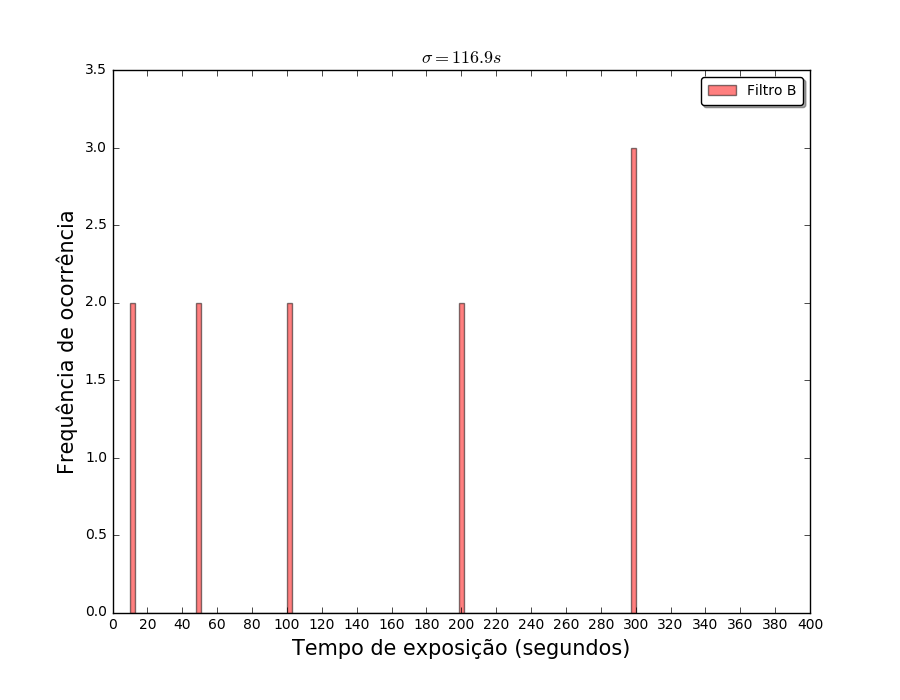 σ = 116.9s
Filtro B
3.5
3.0
2.5
2.0
1.5
1.0
0.5
0.0
Frequência de ocorrência
0 20 40 60 80 100 120 140 160 180 200 220 240 260 280 300 320 340 360 380 400
Tempo de exposição (segundos)